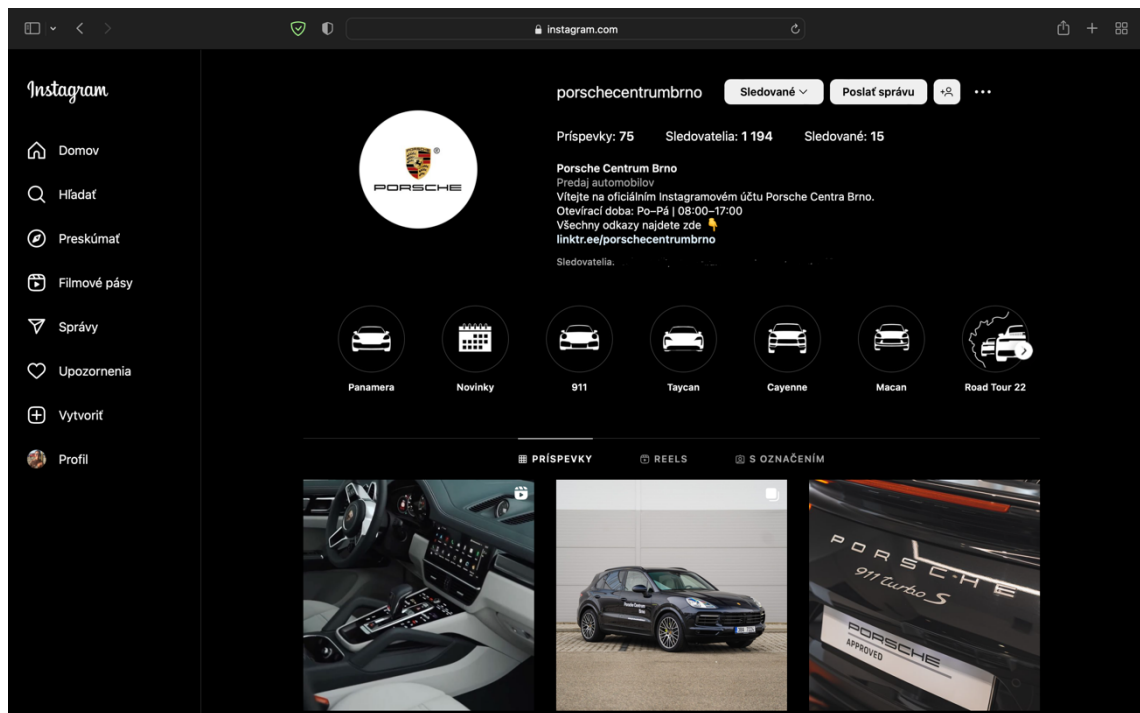 instagram.com
Instagram
Domov
Hľadať
Preskúmať
Filmové pásy
Správy
Upozornenia
Vytvoriť
Profil
porschecentrumbrno
Sledované
Poslať správu
Príspevky: 75 Sledovatelia: 1 194 Sledované: 15
Porsche Centrum Brno
Predaj automobilov
Vítejte na oficiálním Instagramovém účtu Porsche Centra Brno.
Otevírací doba: Po–Pá | 08:00–17:00
Všechny odkazy najdete zde 👇
linktr.ee/porschecentrumbrno
Sledovatelia.
PORSCHE
Panamera Novinky 911 Taycan Cayenne Macan Road Tour 22
PRÍSPEVKY REELS S OZNAČENÍM
Porsche Centrum
Brno
PORSCHE
911 turbo S
PORSCHE
APPROVED